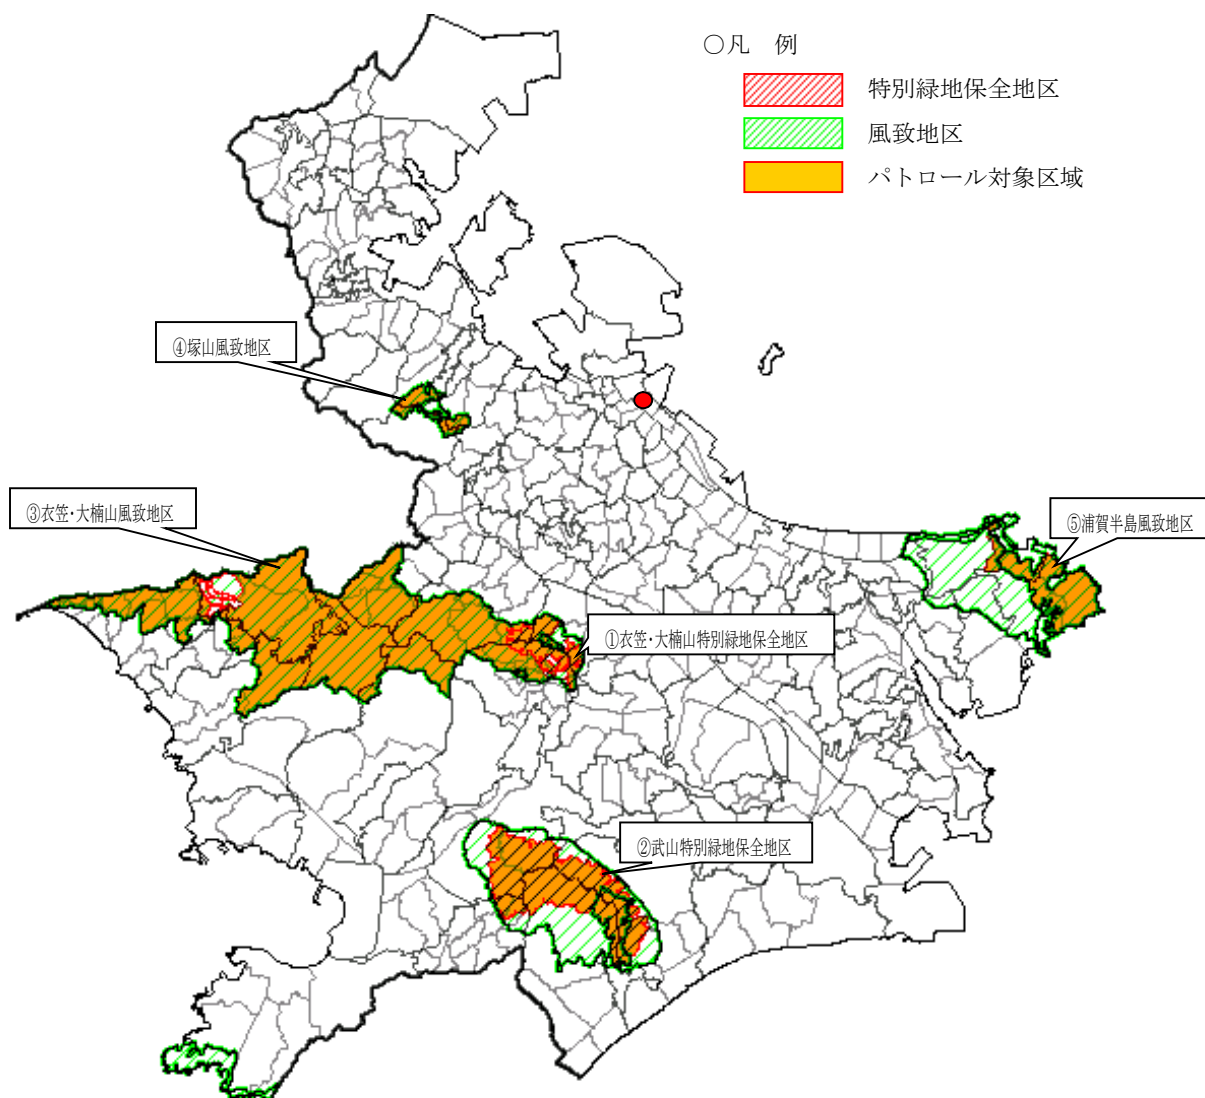 ○凡　例
特別緑地保全地区
風致地区
パトロール対象区域
④塚山風致地区
③衣笠・大楠山風致地区
⑤浦賀半島風致地区
①衣笠・大楠山特別緑地保全地区
②武山特別緑地保全地区